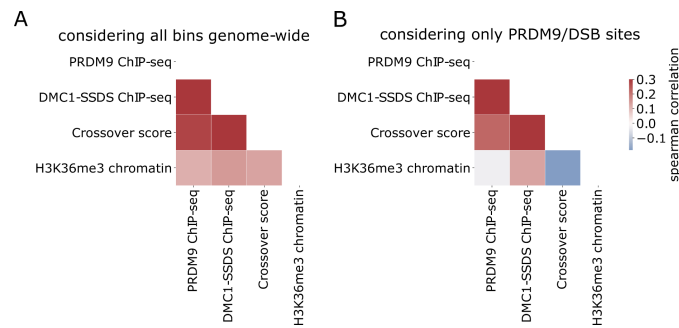 A
considering all bins genome-wide
PRDM9 ChIP-seq
DMC1-SSDS ChIP-seq
Crossover score
H3K36me3 chromatin
PRDM9 ChIP-seq
DMC1-SSDS ChIP-seq
Crossover score
H3K36me3 chromatin
B
considering only PRDM9/DSB sites
PRDM9 ChIP-seq
DMC1-SSDS ChIP-seq
Crossover score
H3K36me3 chromatin
PRDM9 ChIP-seq
DMC1-SSDS ChIP-seq
Crossover score
H3K36me3 chromatin
0.3
0.2
0.1
0.0
−0.1
spearman correlation